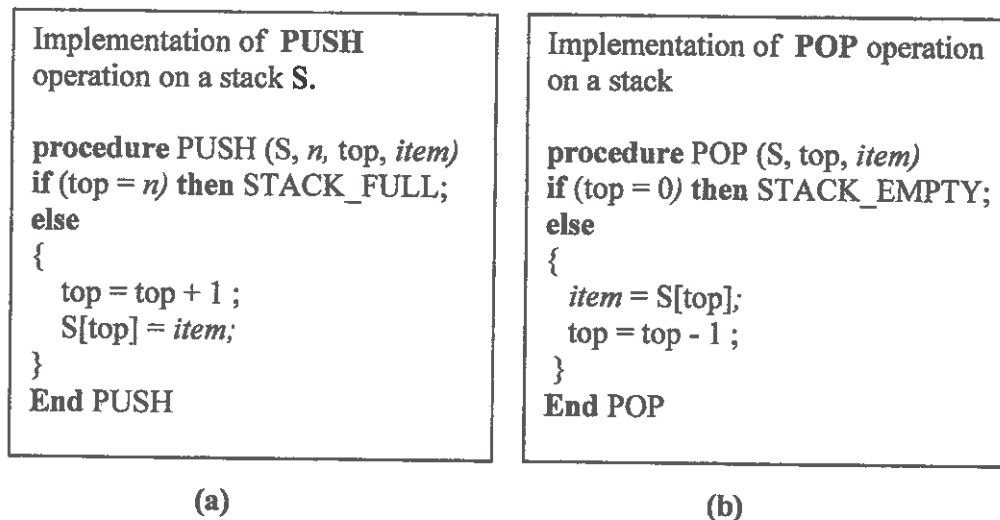 Implementation of PUSH
operation on a stack S.
procedure PUSH (S, n, top, item)
if (top = n) then STACK_FULL;
else
{
top = top + 1 ;
S[top] = item;
}
End PUSH
(a)
Implementation of POP operation
on a stack
procedure POP (S, top, item)
if (top = 0) then STACK_EMPTY;
else
{
item = S[top];
top = top - 1 ;
}
End POP
(b)